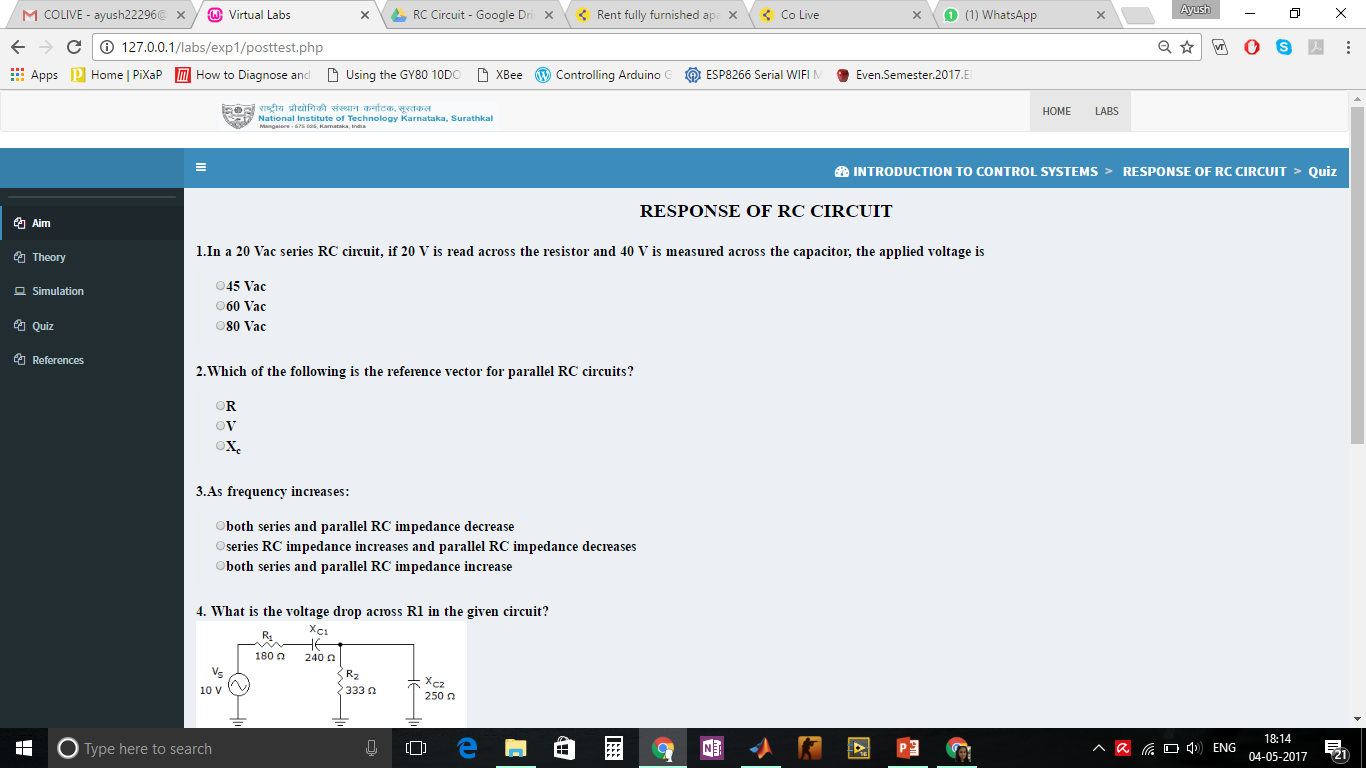 COLIVE - ayush22296@
Virtual Labs
RC Circuit - Google Dri
Rent fully furnished apa
Co Live
(1) WhatsApp
Ayush
127.0.0.1/labs/exp1/posttest.php
Apps
Home | PiXaP
How to Diagnose and
Using the GY80 10DO
XBee
Controlling Arduino
ESP8266 Serial WIFI M
Even.Semester.2017.E
राष्ट्रीय प्रौद्योगिकी संस्थान कर्नाटक, सूरतकल
National Institute of Technology Karnataka, Surathkal
Mangalore - 575 025, Karnataka, India
HOME LABS
INTRODUCTION TO CONTROL SYSTEMS > RESPONSE OF RC CIRCUIT > Quiz
Aim
Theory
Simulation
Quiz
References
RESPONSE OF RC CIRCUIT
1.In a 20 Vac series RC circuit, if 20 V is read across the resistor and 40 V is measured across the capacitor, the applied voltage is
45 Vac
60 Vac
80 Vac
2.Which of the following is the reference vector for parallel RC circuits?
R
V
Xc
3.As frequency increases:
both series and parallel RC impedance decrease
series RC impedance increases and parallel RC impedance decreases
both series and parallel RC impedance increase
4. What is the voltage drop across R1 in the given circuit?
R1
180 Ω
XC1
240 Ω
VS
10 V
R2
333 Ω
XC2
250 Ω
Type here to search
ENG
18:14
04-05-2017
21